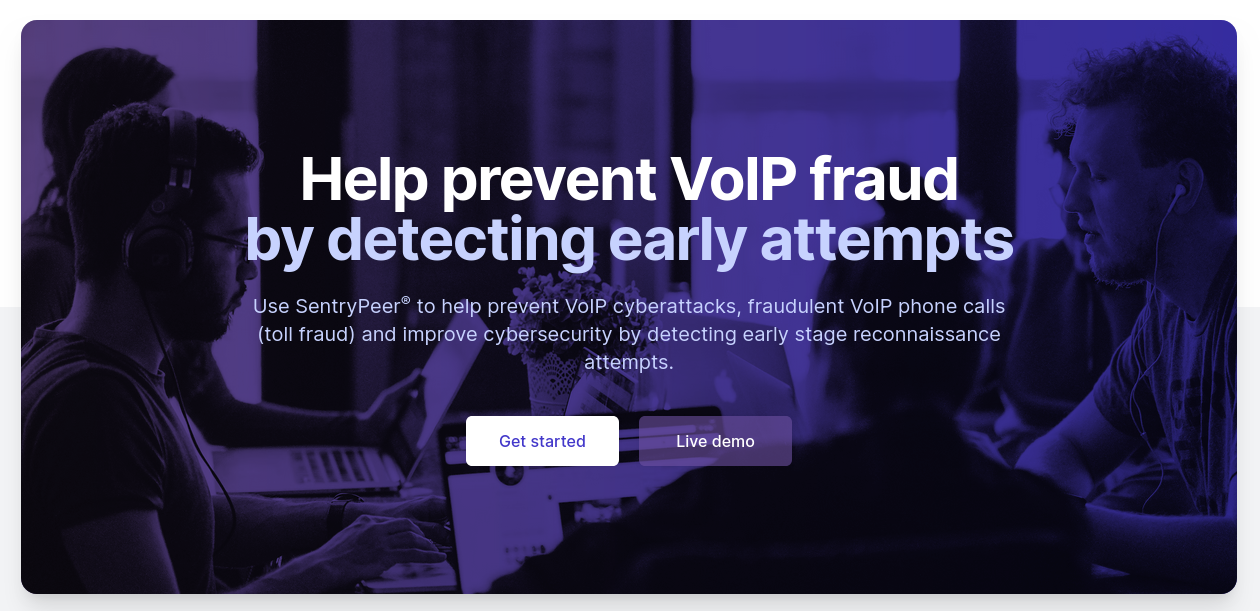 Help prevent VoIP fraud
by detecting early attempts
Use SentryPeer® to help prevent VoIP cyberattacks, fraudulent VoIP phone calls
(toll fraud) and improve cybersecurity by detecting early stage reconnaissance
attempts.
Get started
Live demo